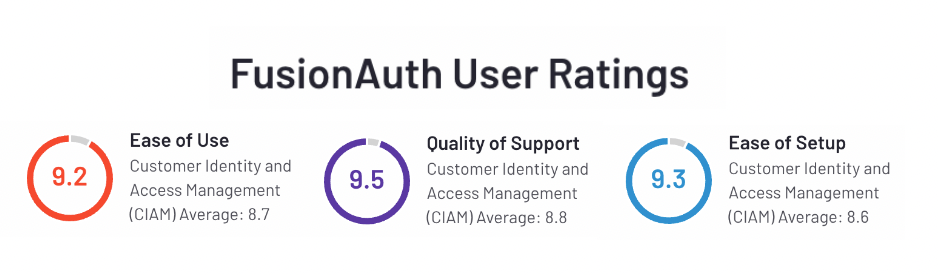 FusionAuth User Ratings
9.2
Ease of Use
Customer Identity and
Access Management
(CIAM) Average: 8.7
9.5
Quality of Support
Customer Identity and
Access Management
(CIAM) Average: 8.8
9.3
Ease of Setup
Customer Identity and
Access Management
(CIAM) Average: 8.6